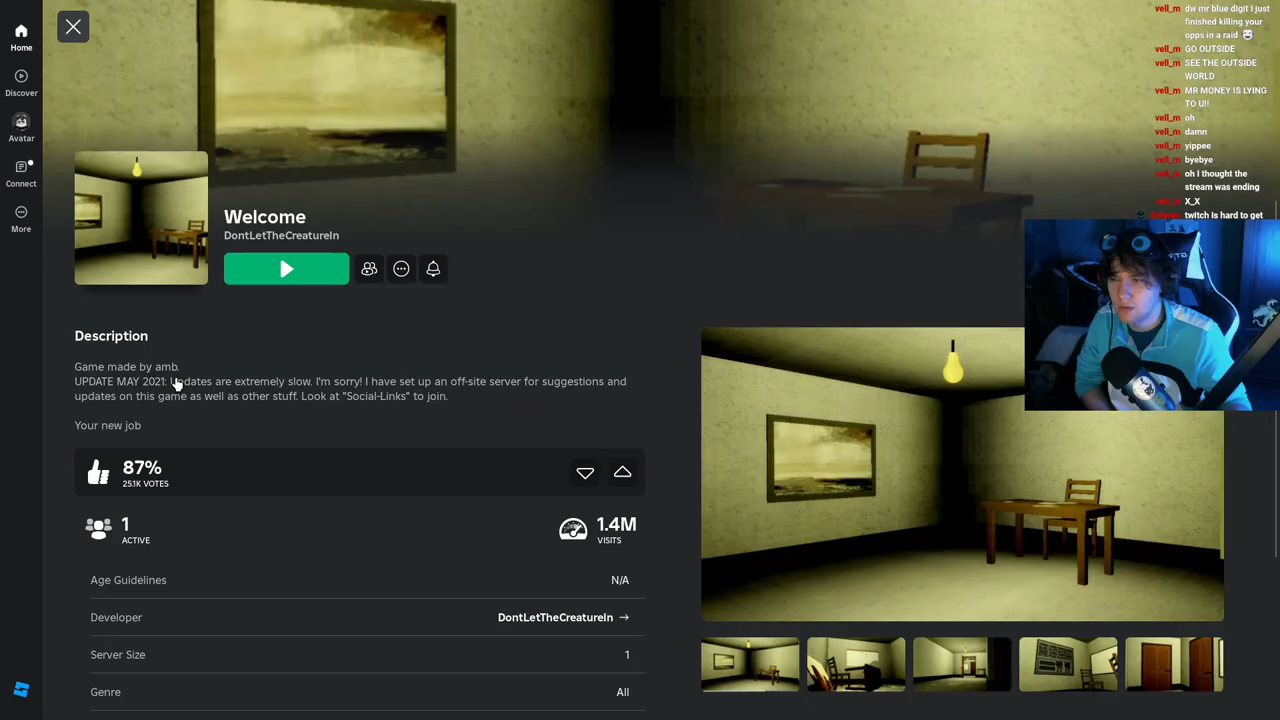 Home
Discover
Avatar
Connect
More
Welcome
DontLetTheCreatureIn
Description
Game made by amb.
UPDATE MAY 2021: Updates are extremely slow. I'm sorry! I have set up an off-site server for suggestions and
updates on this game as well as other stuff. Look at "Social-Links" to join.
Your new job
87%
25.1K VOTES
1
ACTIVE
1.4M
VISITS
Age Guidelines N/A
Developer DontLetTheCreatureIn →
Server Size 1
Genre All
vell_m dw mr blue digit I just
finished killing your
opps in a raid
vell_m GO OUTSIDE
vell_m SEE THE OUTSIDE
WORLD
vell_m MR MONEY IS LYING
TO U!!
vell_m oh
vell_m damn
vell_m yippee
vell_m byebye
vell_m oh I thought the
stream was ending
vell_m X_X
twitch is hard to get